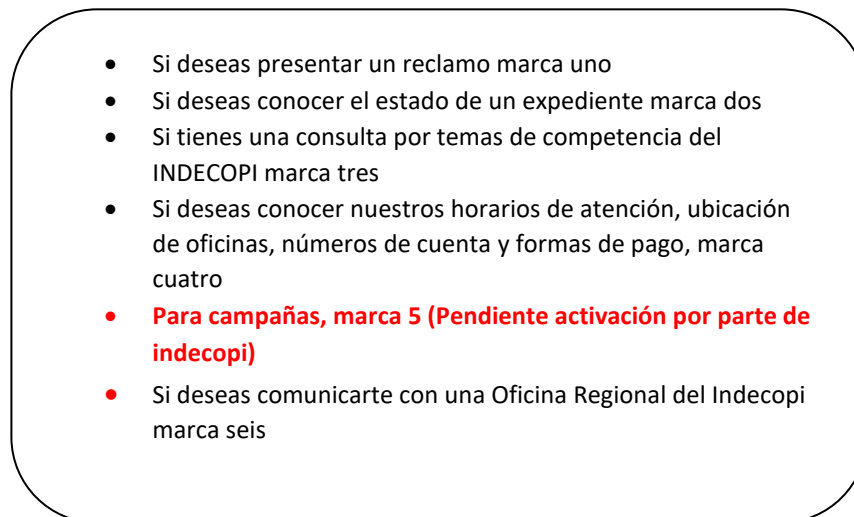 • Si deseas presentar un reclamo marca uno
• Si deseas conocer el estado de un expediente marca dos
• Si tienes una consulta por temas de competencia del
INDECOPI marca tres
• Si deseas conocer nuestros horarios de atención, ubicación
de oficinas, números de cuenta y formas de pago, marca
cuatro
• Para campañas, marca 5 (Pendiente activación por parte de
indecopi)
• Si deseas comunicarte con una Oficina Regional del Indecopi
marca seis